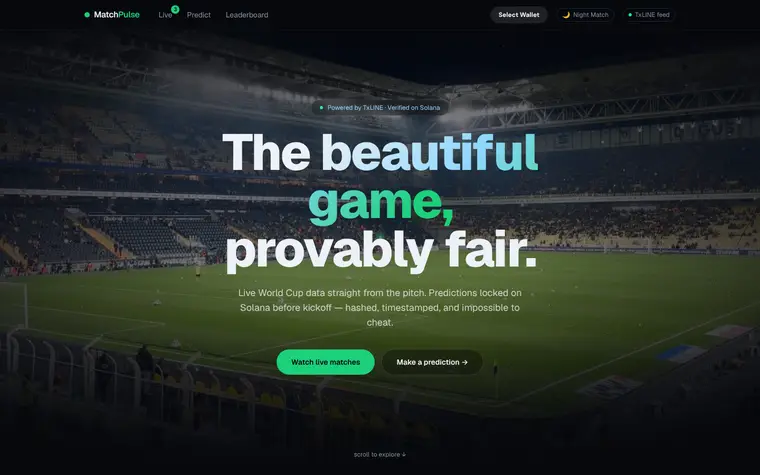 MatchPulse
Live
3
Predict
Leaderboard
Select Wallet
🌙 Night Match
TxLINE feed
Powered by TxLINE · Verified on Solana
The beautiful
game,
provably fair.
Live World Cup data straight from the pitch. Predictions locked on
Solana before kickoff — hashed, timestamped, and impossible to
cheat.
Watch live matches
Make a prediction →
scroll to explore ↓